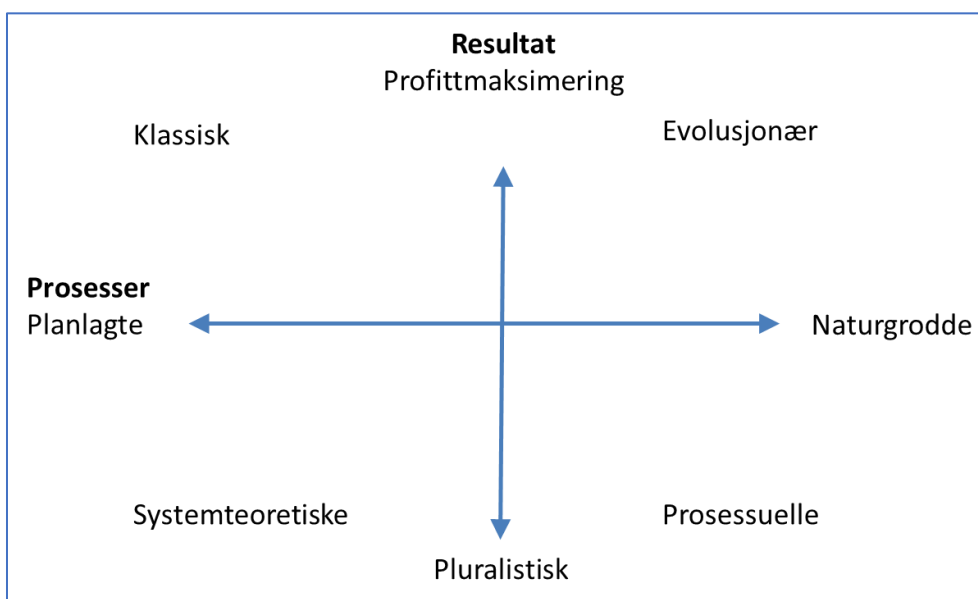 Resultat
Profittmaksimering
Klassisk
Evolusjonær
Prosesser
Planlagte
Naturgrodde
Systemteoretiske
Prosessuelle
Pluralistisk